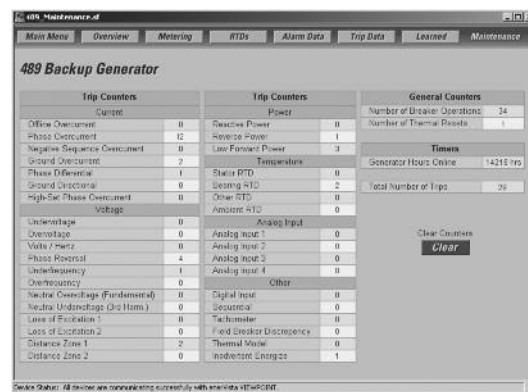 489_Maintenance.sf
Main Menu Overview Metering RTDs Alarm Data Trip Data Learned Maintenance
489 Backup Generator
Trip Counters
Current
Offline Overcurrent 0
Phase Overcurrent 12
Negative Sequence Overcurrent 0
Ground Overcurrent 2
Phase Differential 1
Ground Directional 0
High-Set Phase Overcurrent 0
Voltage
Undervoltage 0
Overvoltage 0
Volts / Hertz 0
Phase Reversal 4
Underfrequency 1
Overfrequency 0
Neutral Overvoltage (Fundamental) 0
Neutral Undervoltage (3rd Harm.) 0
Loss of Excitation 1 0
Loss of Excitation 2 0
Distance Zone 1 2
Distance Zone 2 0
Trip Counters
Power
Reactive Power 0
Reverse Power 1
Low Forward Power 3
Temperature
Stator RTD 0
Bearing RTD 2
Other RTD 0
Ambient RTD 0
Analog Input
Analog Input 1 0
Analog Input 2 0
Analog Input 3 0
Analog Input 4 0
Other
Digital Input 0
Sequential 0
Tachometer 0
Field Breaker Discrepency 0
Thermal Model 0
Inadvertent Energize 1
General Counters
Number of Breaker Operations 34
Number of Thermal Resets 1
Timers
Generator Hours Online 14215 hrs
Total Number of Trips 29
Clear Counters
Clear
Device Status: All devices are communicating successfully with enerVista VIEWPOINT.